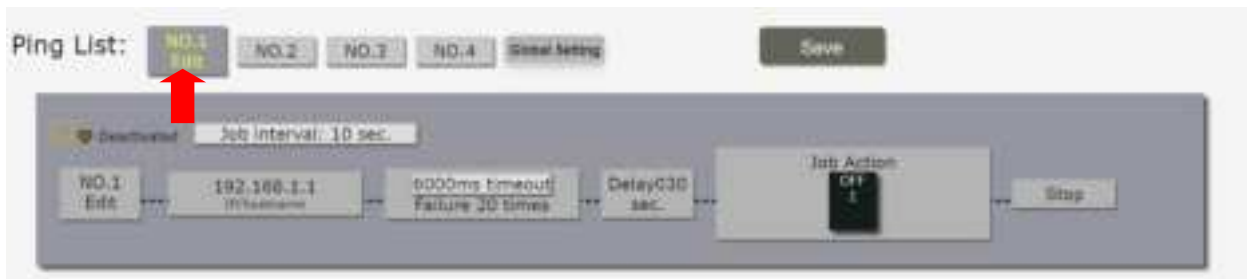 Ping List: NO.1 Edit NO.2 NO.3 NO.4 Global Setting Save
Deactivated Job interval: 10 sec.
NO.1 Edit
192.168.1.1
IP/hostname
6000ms timeout
Failure 20 times
Delay030 sec.
Job Action
OFF
1
Stop